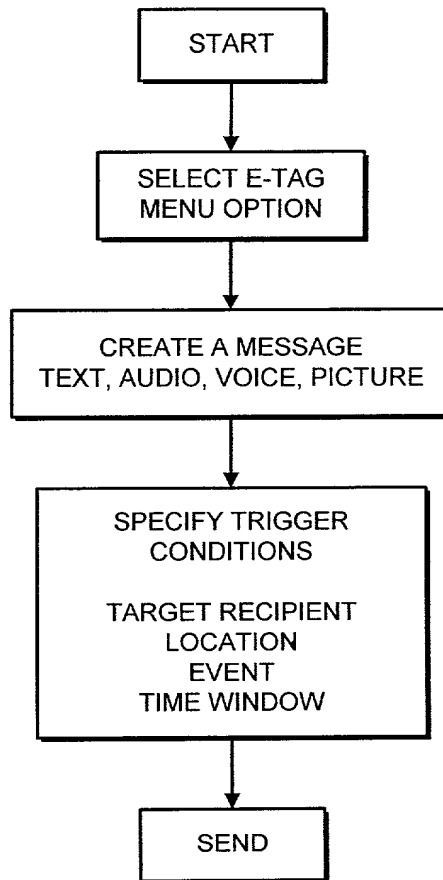 START
SELECT E-TAG
MENU OPTION
CREATE A MESSAGE
TEXT, AUDIO, VOICE, PICTURE
SPECIFY TRIGGER
CONDITIONS
TARGET RECIPIENT
LOCATION
EVENT
TIME WINDOW
SEND